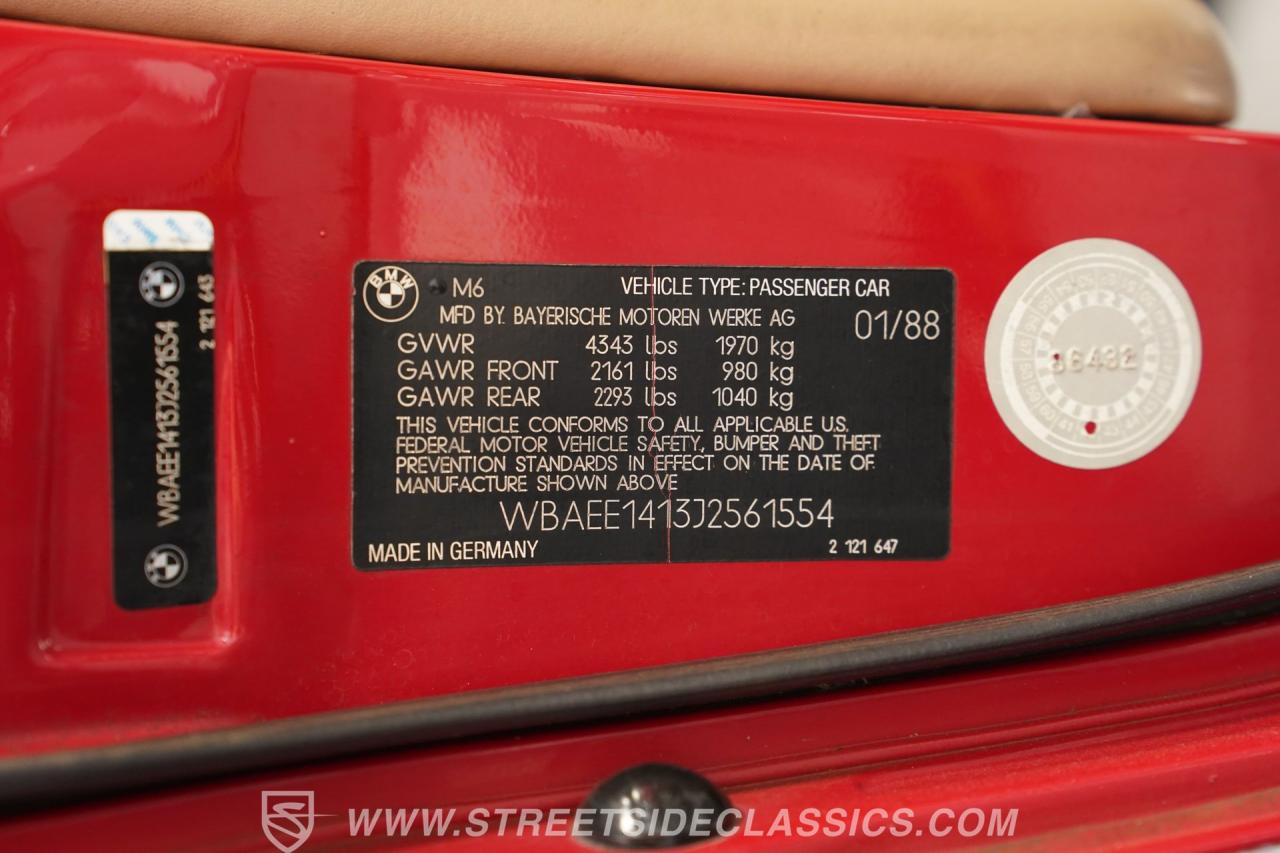 WBAEE1413J2561554
2 121 643
BMW
M6 VEHICLE TYPE: PASSENGER CAR
MFD BY BAYERISCHE MOTOREN WERKE AG
01/88
GVWR 4343 lbs 1970 kg
GAWR FRONT 2161 lbs 980 kg
GAWR REAR 2293 lbs 1040 kg
THIS VEHICLE CONFORMS TO ALL APPLICABLE U.S.
FEDERAL MOTOR VEHICLE SAFETY, BUMPER AND THEFT
PREVENTION STANDARDS IN EFFECT ON THE DATE OF
MANUFACTURE SHOWN ABOVE
WBAEE1413J2561554
MADE IN GERMANY 2 121 647
WWW.STREETSIDECLASSICS.COM